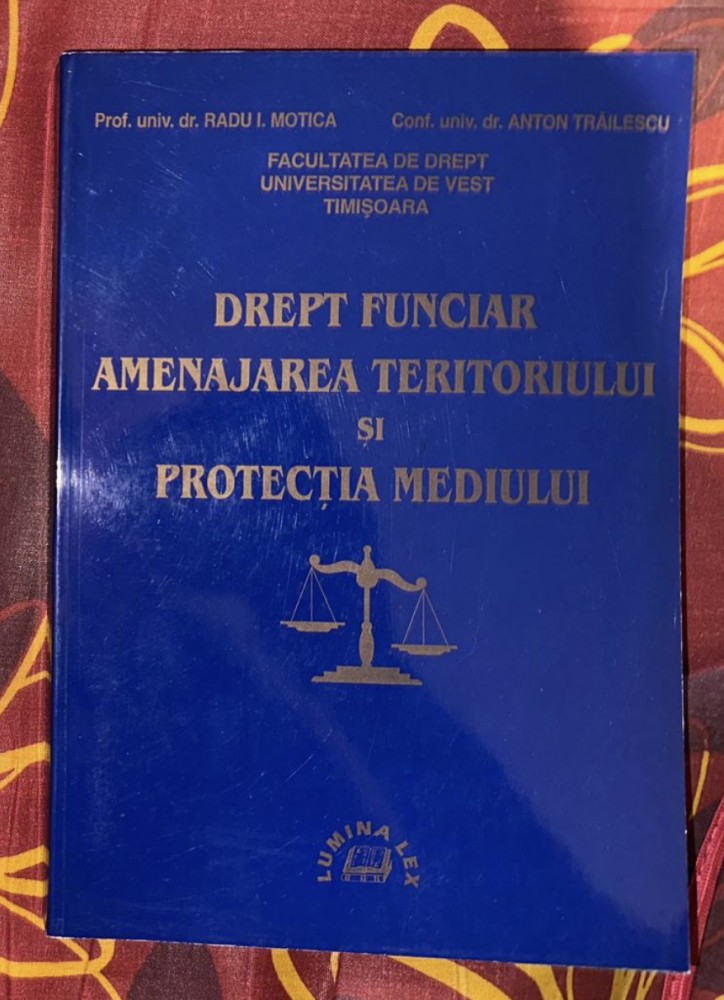 Prof. univ. dr. RADU I. MOTICA Conf. univ. dr. ANTON TRĂILESCU
FACULTATEA DE DREPT
UNIVERSITATEA DE VEST
TIMIȘOARA
DREPT FUNCIAR
AMENAJAREA TERITORIULUI
ȘI
PROTECȚIA MEDIULUI
LUMINA LEX